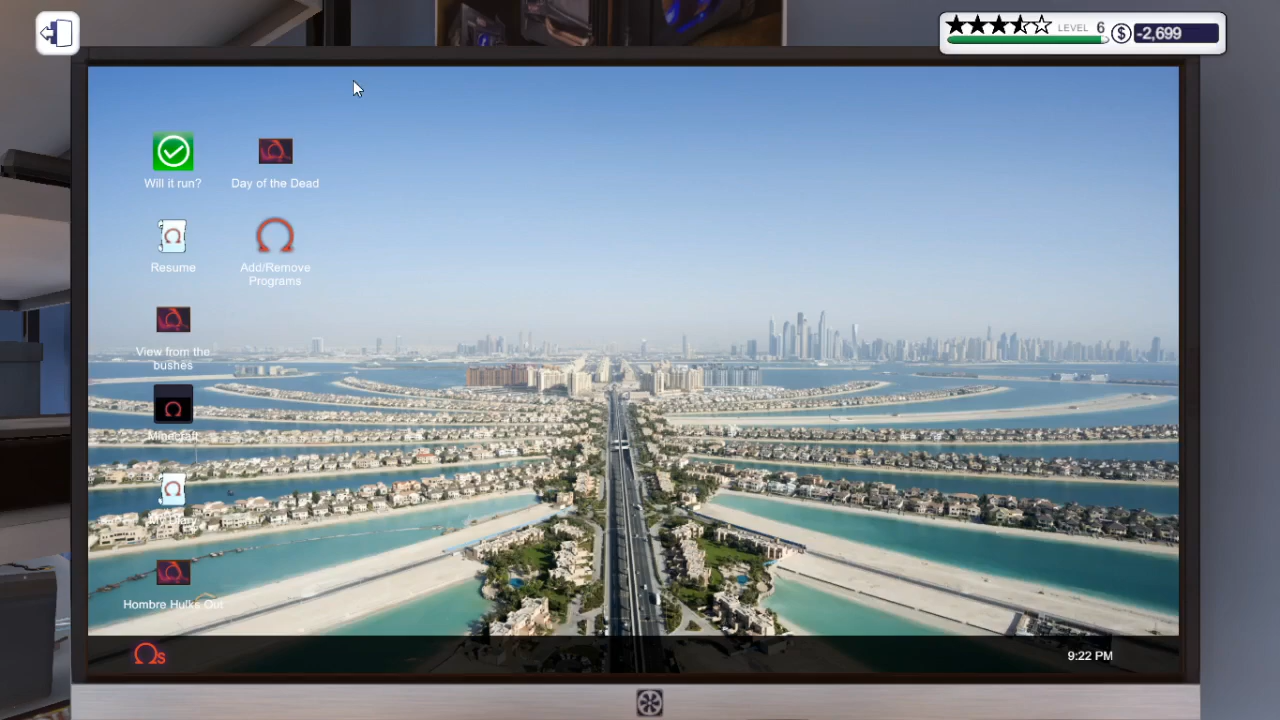 LEVEL 6
$ -2,699
Will it run?
Day of the Dead
Resume
Add/Remove
Programs
View from the
bushes
Minecraft
Hombre Hulks Out
Ωs
9:22 PM